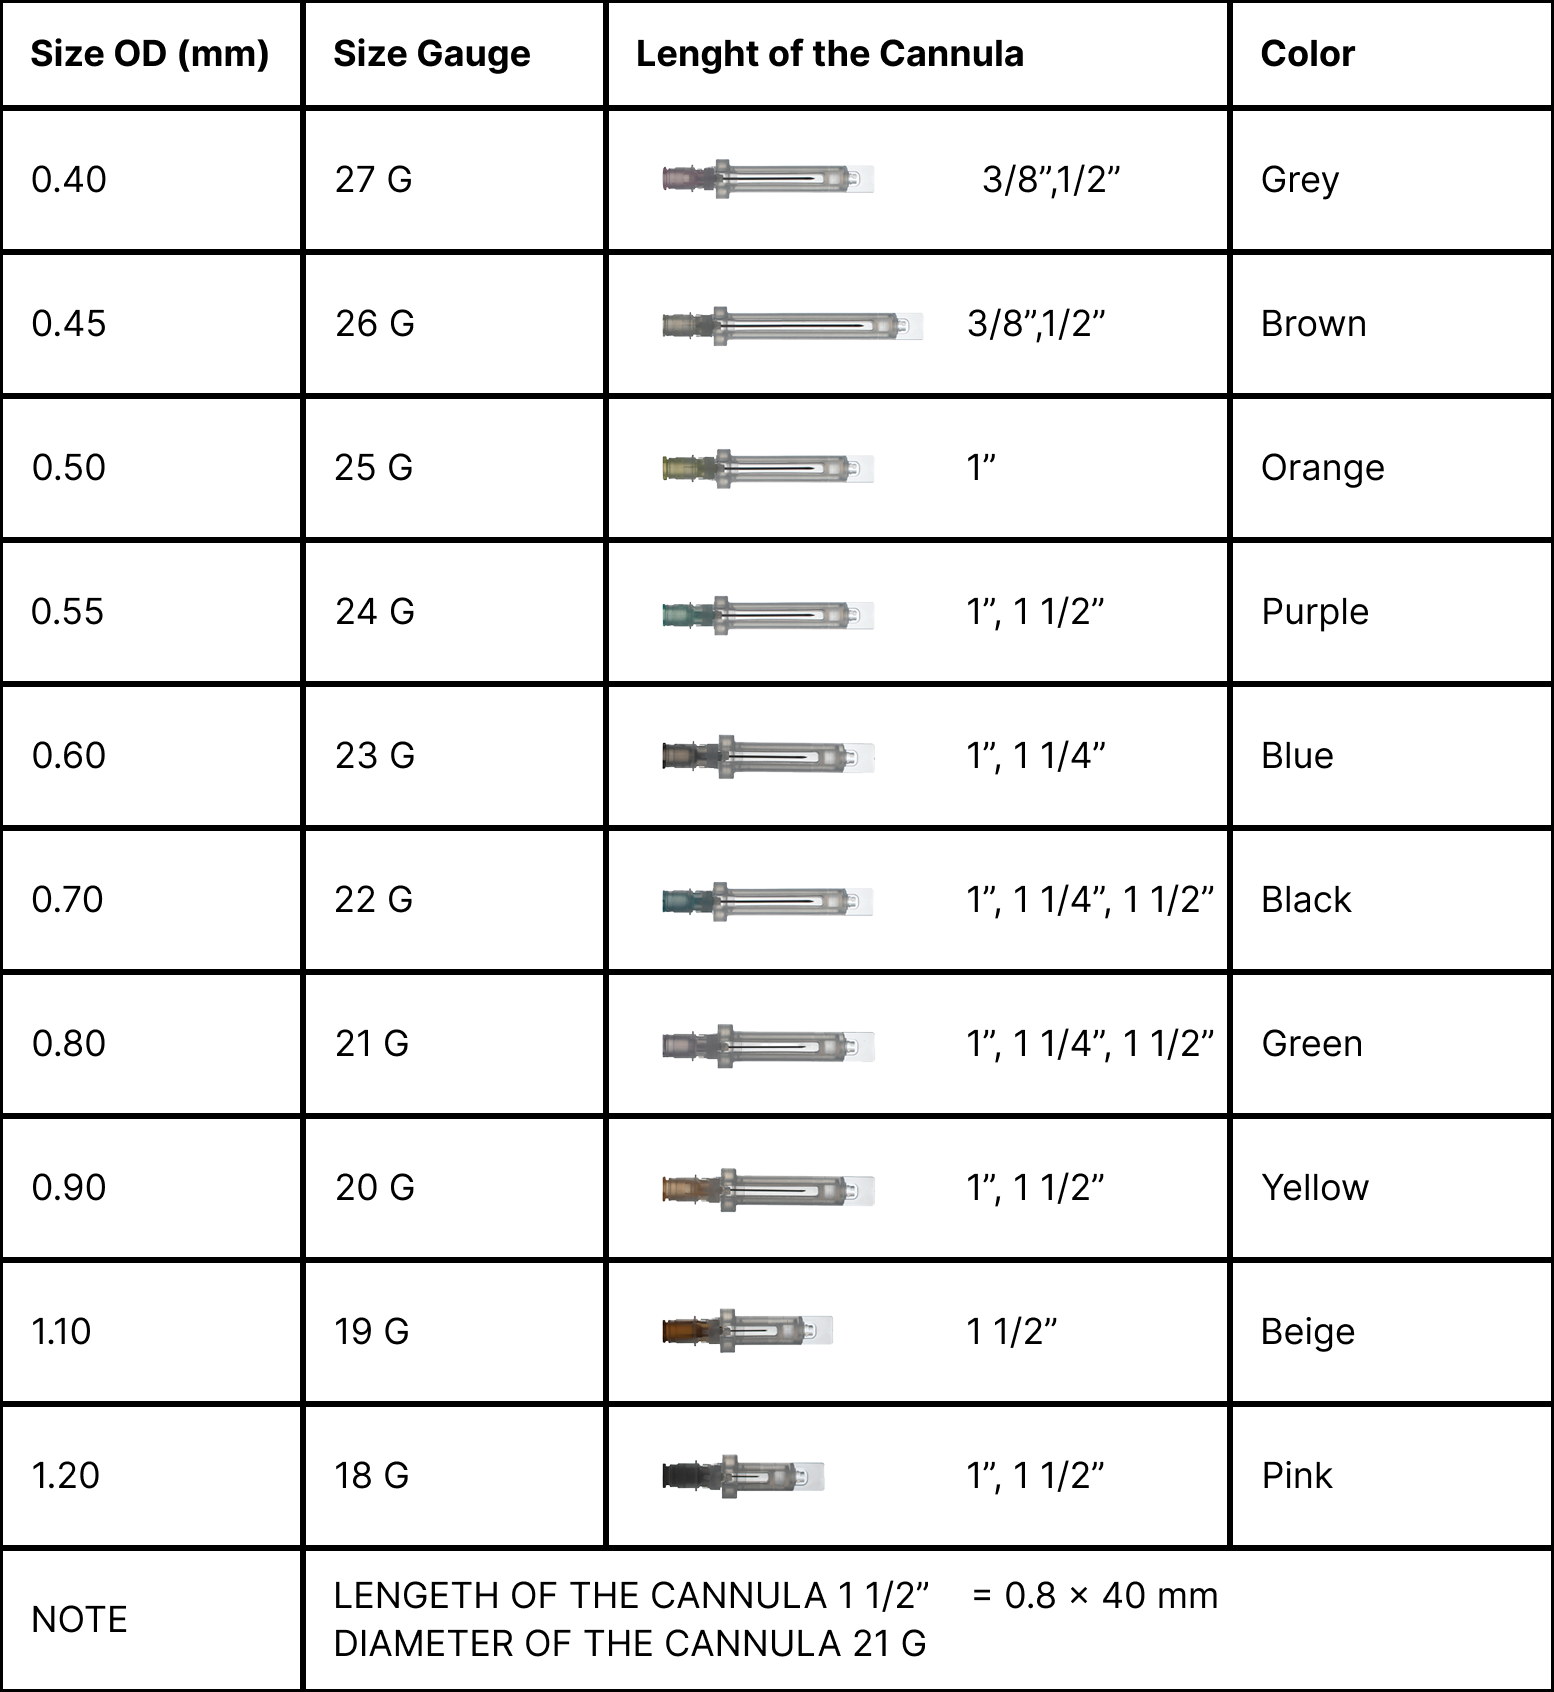 Size OD (mm) Size Gauge Lenght of the Cannula Color
0.40 27 G 3/8”,1/2” Grey
0.45 26 G 3/8”,1/2” Brown
0.50 25 G 1” Orange
0.55 24 G 1”, 1 1/2” Purple
0.60 23 G 1”, 1 1/4” Blue
0.70 22 G 1”, 1 1/4”, 1 1/2” Black
0.80 21 G 1”, 1 1/4”, 1 1/2” Green
0.90 20 G 1”, 1 1/2” Yellow
1.10 19 G 1 1/2” Beige
1.20 18 G 1”, 1 1/2” Pink
NOTE
LENGETH OF THE CANNULA 1 1/2” = 0.8 × 40 mm
DIAMETER OF THE CANNULA 21 G